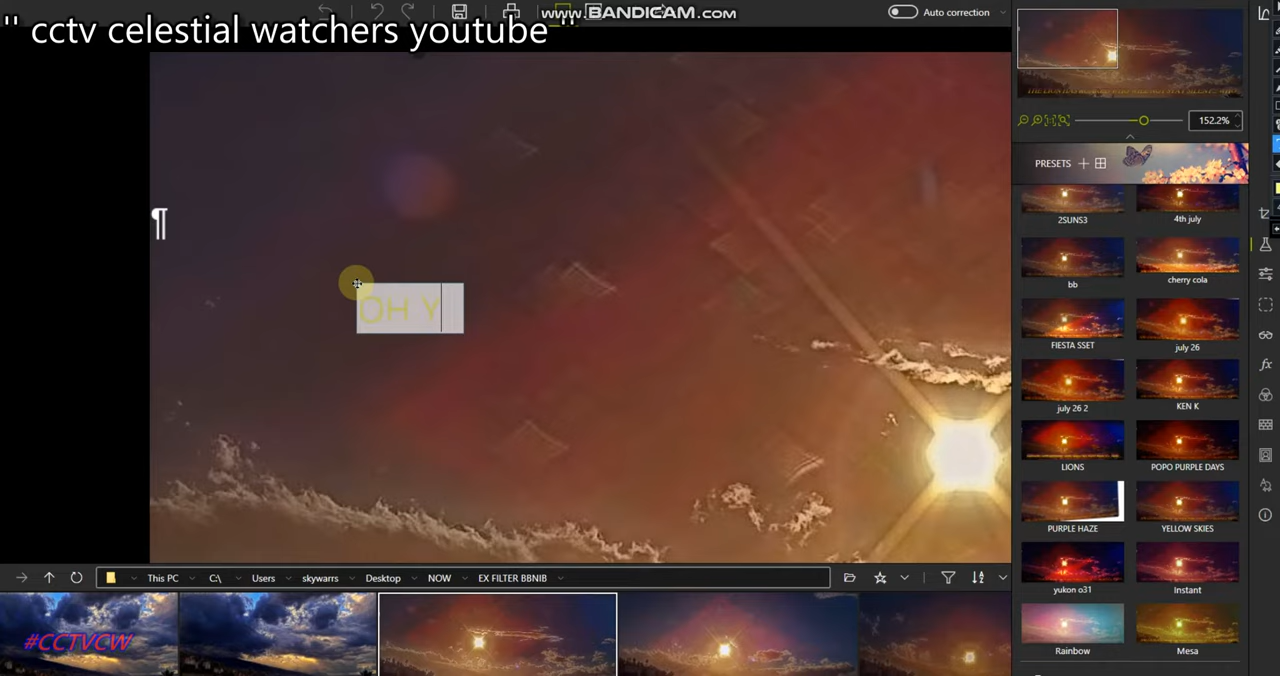 www.BANDICAM.com
Auto correction
" cctv celestial watchers youtube "
152.2%
PRESETS
¶
2SUNS3
4th july
bb
cherry cola
OH Y
FIESTA SSET
july 26
july 26 2
KEN K
LIONS
POPO PURPLE DAYS
PURPLE HAZE
YELLOW SKIES
This PC
C:\
Users
skywarrs
Desktop
NOW
EX FILTER BBNIB
yukon o31
Instant
#CCTVCW
Rainbow
Mesa